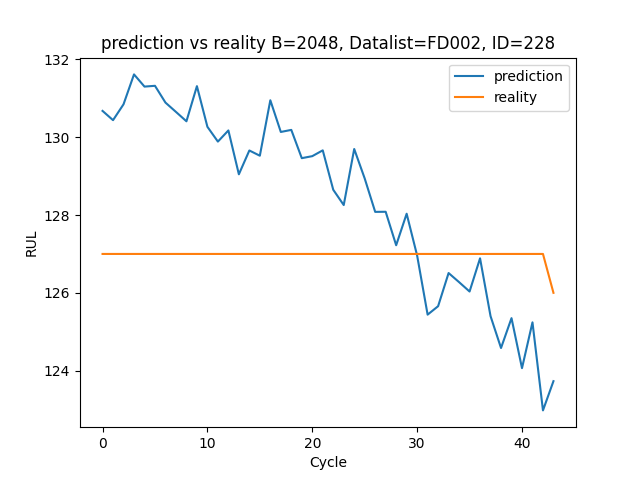 prediction vs reality B=2048, Datalist=FD002, ID=228
prediction
reality
132
130
128
126
124
RUL
0 10 20 30 40
Cycle